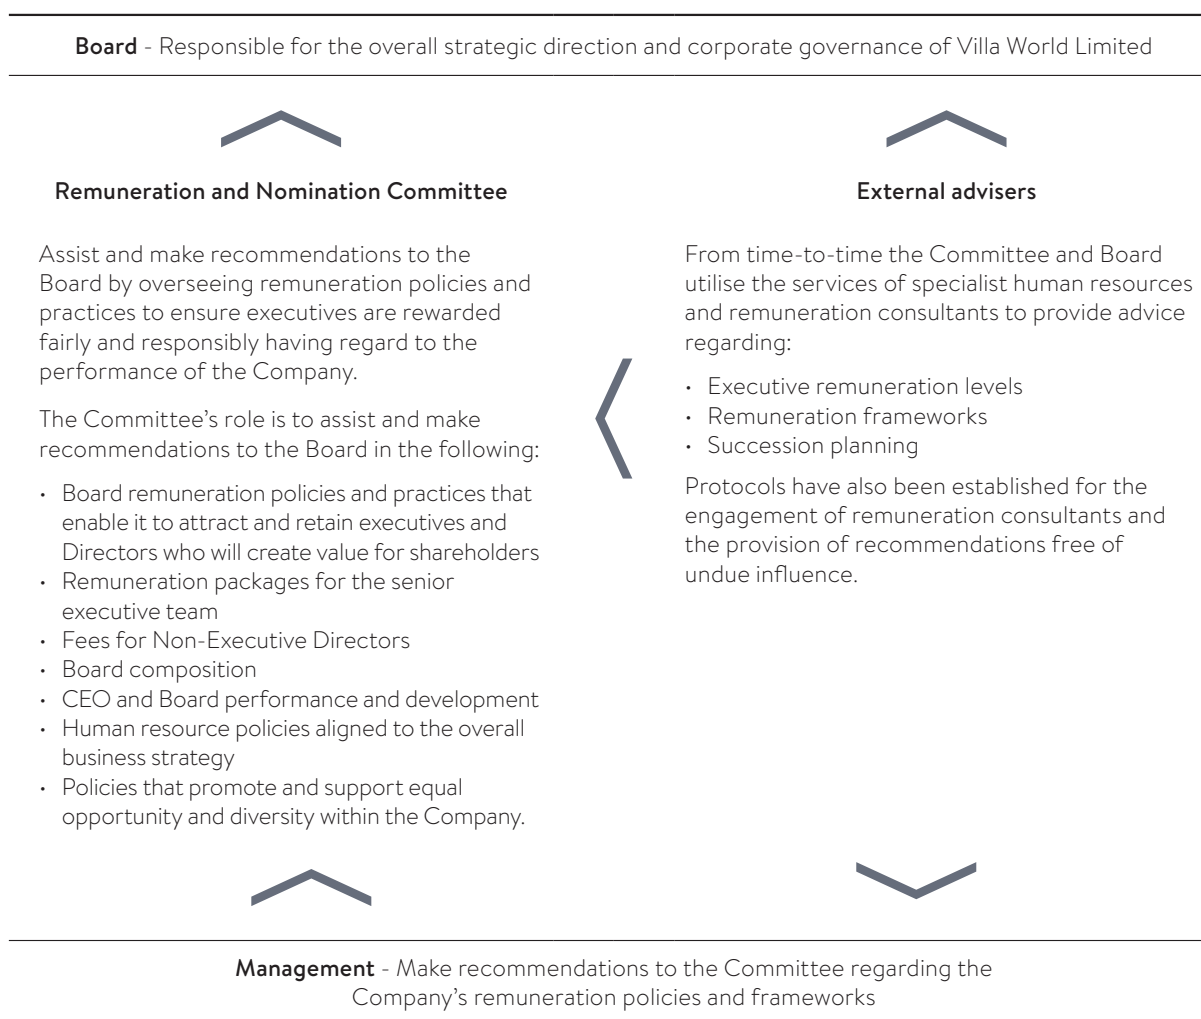 Board - Responsible for the overall strategic direction and corporate governance of Villa World Limited
Remuneration and Nomination Committee
Assist and make recommendations to the
Board by overseeing remuneration policies and
practices to ensure executives are rewarded
fairly and responsibly having regard to the
performance of the Company.
The Committee’s role is to assist and make
recommendations to the Board in the following:
• Board remuneration policies and practices that
enable it to attract and retain executives and
Directors who will create value for shareholders
• Remuneration packages for the senior
executive team
• Fees for Non-Executive Directors
• Board composition
• CEO and Board performance and development
• Human resource policies aligned to the overall
business strategy
• Policies that promote and support equal
opportunity and diversity within the Company.
External advisers
From time-to-time the Committee and Board
utilise the services of specialist human resources
and remuneration consultants to provide advice
regarding:
• Executive remuneration levels
• Remuneration frameworks
• Succession planning
Protocols have also been established for the
engagement of remuneration consultants and
the provision of recommendations free of
undue influence.
Management - Make recommendations to the Committee regarding the
Company’s remuneration policies and frameworks